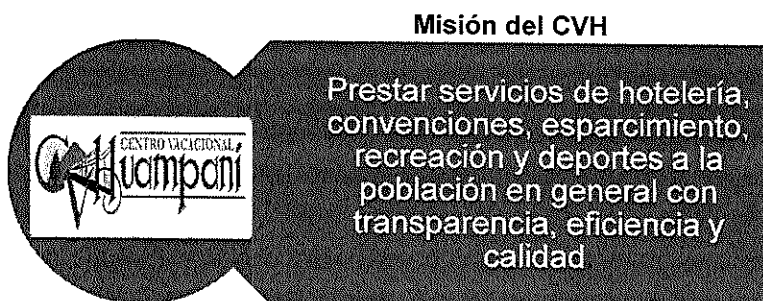 Misión del CVH
CENTRO VACACIONAL
Huampaní
Prestar servicios de hotelería,
convenciones, esparcimiento,
recreación y deportes a la
población en general con
transparencia, eficiencia y
calidad